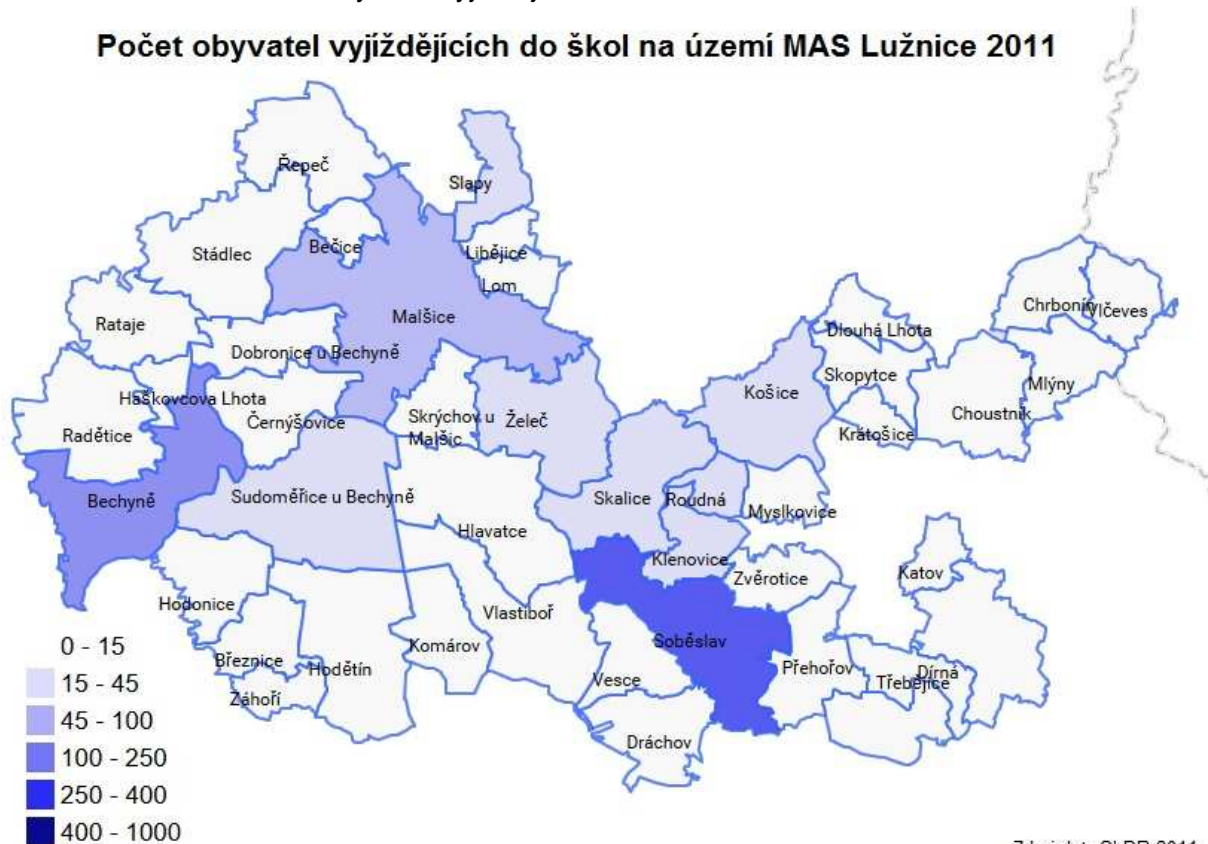 Počet obyvatel vyjíždějících do škol na území MAS Lužnice 2011
Řepeč
Slapy
Stádlec
Bečice
Libějice
Lom
Malšice
Rataje
Dobronice u Bechyně
Haškovcova Lhota
Černýšovice
Radětice
Bechyně
Sudoměřice u Bechyně
Skrýchov u
Malšic
Želeč
Košice
Dlouhá Lhota
Skopytce
Krátošice
Choustník
Chrbonín
Vlčeves
Mlýny
Skalice
Roudná
Myslkovice
Hlavatce
Klenovice
Zvěrotice
Katov
Hodonice
Vlastiboř
Soběslav
Březnice
Hodětín
Komárov
Vesce
Přehořov
Třebějice
Dírná
Záhoří
Dráchov
0 - 15
15 - 45
45 - 100
100 - 250
250 - 400
400 - 1000